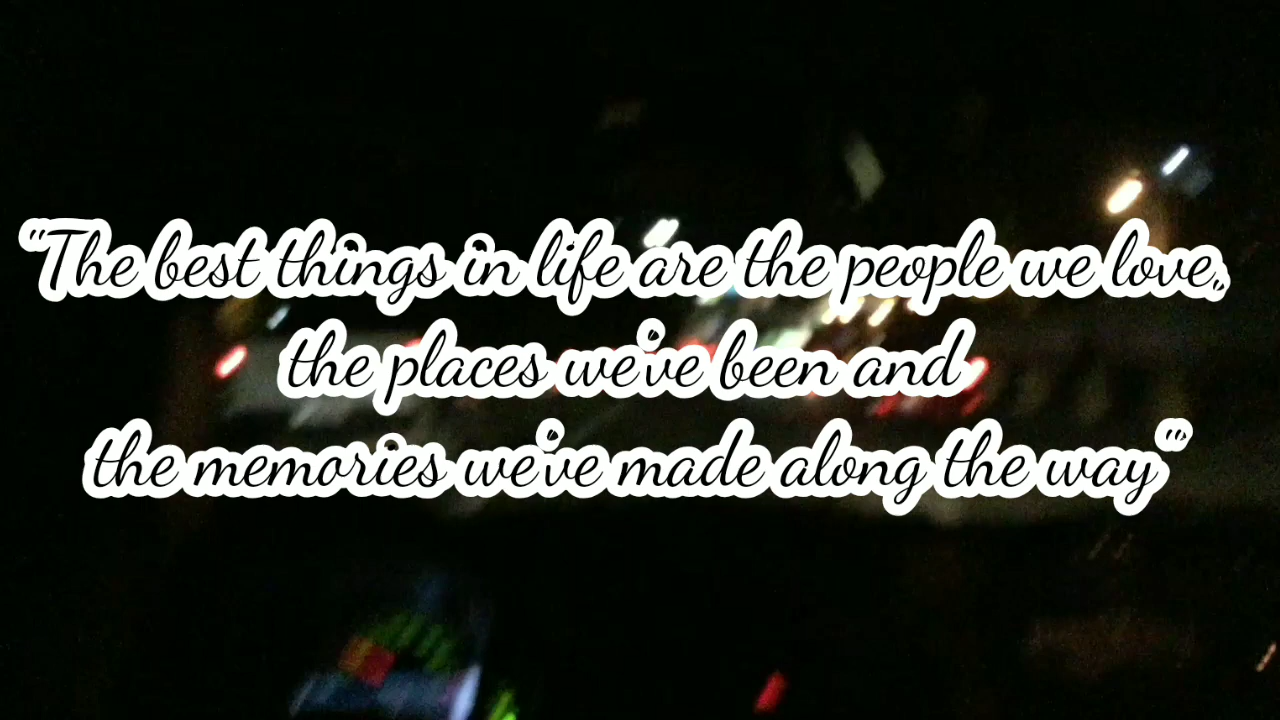 "The best things in life are the people we love,
the places we've been and
the memories we've made along the way"